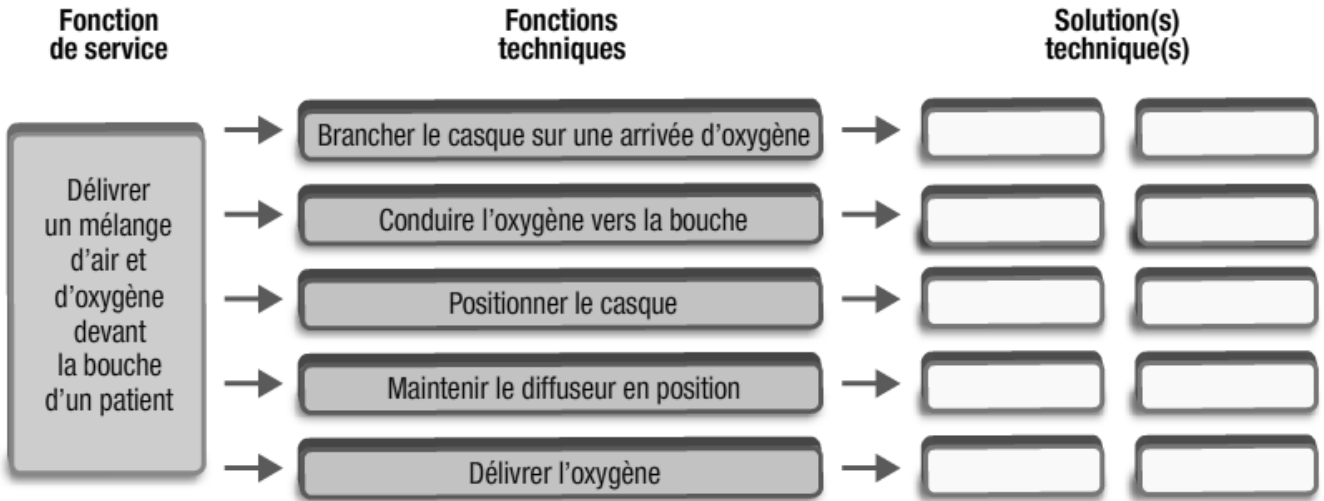 Fonction
de service
Fonctions
techniques
Solution(s)
technique(s)
Délivrer
un mélange
d'air et
d'oxygène
devant
la bouche
d'un patient
Brancher le casque sur une arrivée d'oxygène
Conduire l'oxygène vers la bouche
Positionner le casque
Maintenir le diffuseur en position
Délivrer l'oxygène